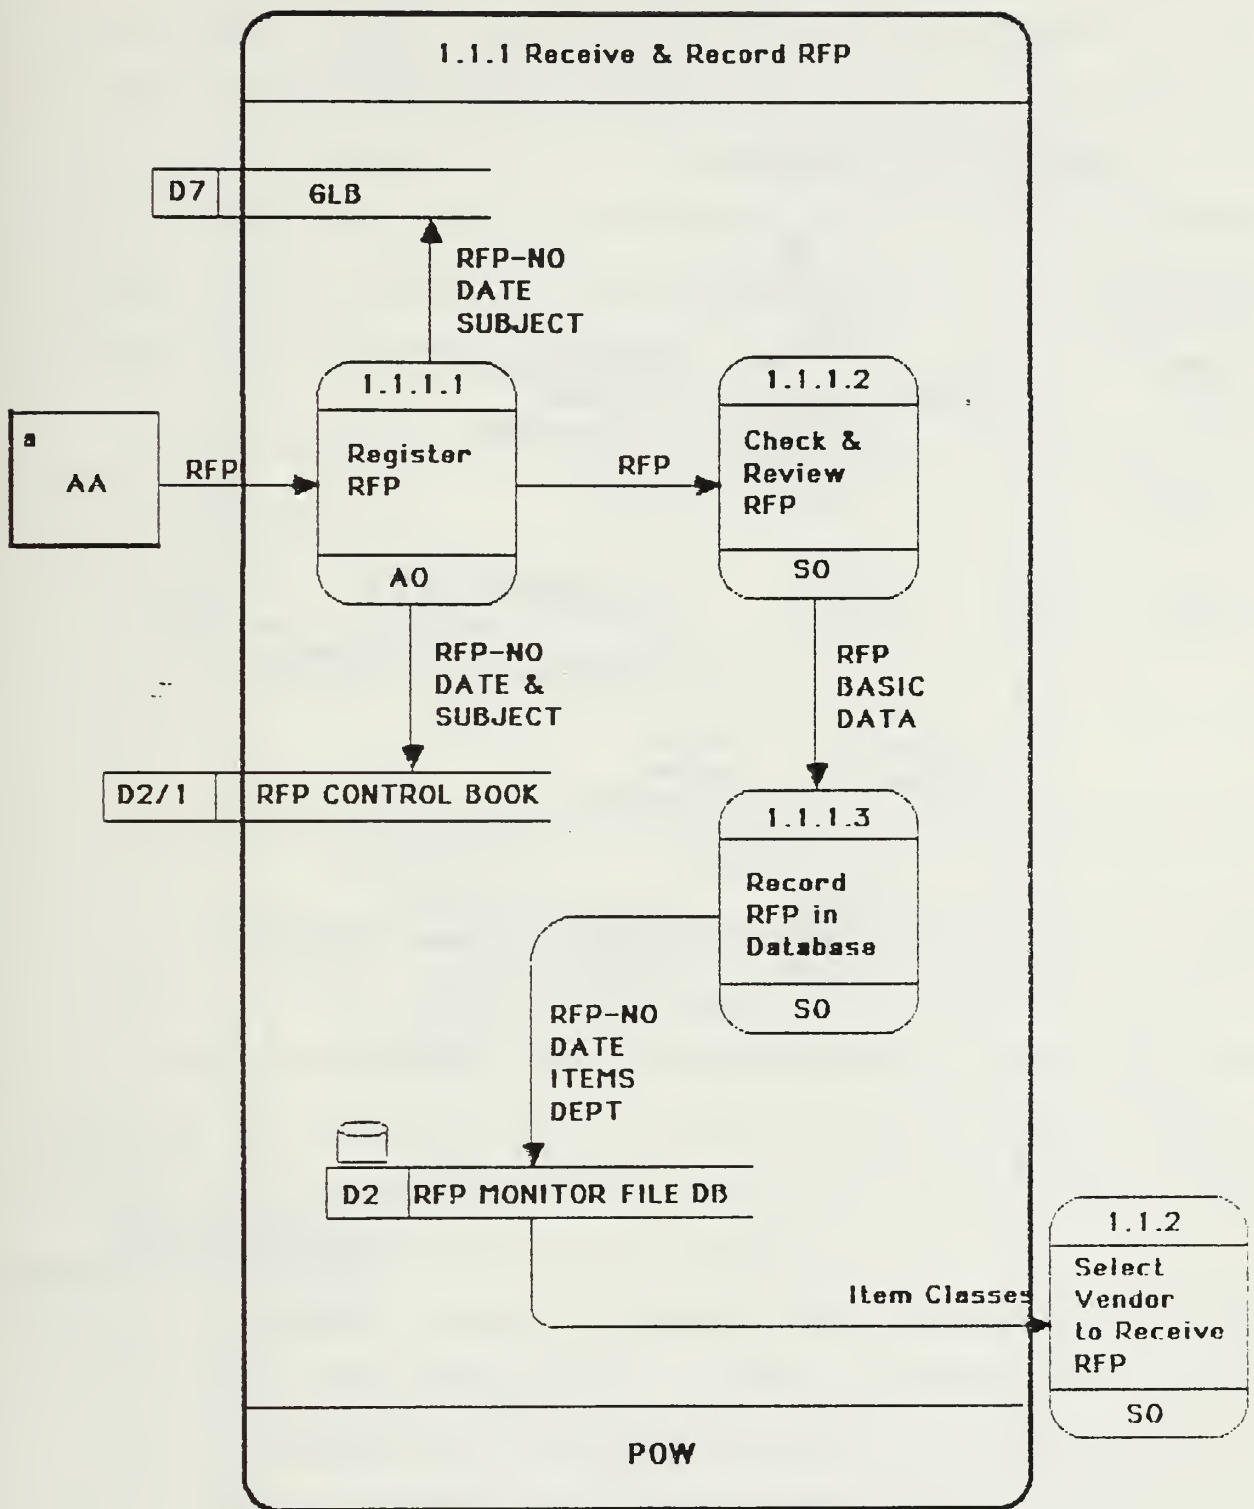 1.1.1 Receive & Record RFP
D7 GLB
RFP-NO
DATE
SUBJECT
1.1.1.1
Register
RFP
AO
a
AA
RFP
RFP
1.1.1.2
Check &
Review
RFP
SO
RFP-NO
DATE &
SUBJECT
RFP
BASIC
DATA
D2/1 RFP CONTROL BOOK
1.1.1.3
Record
RFP in
Database
SO
RFP-NO
DATE
ITEMS
DEPT
D2 RFP MONITOR FILE DB
Item Classes
1.1.2
Select
Vendor
to Receive
RFP
SO
POW